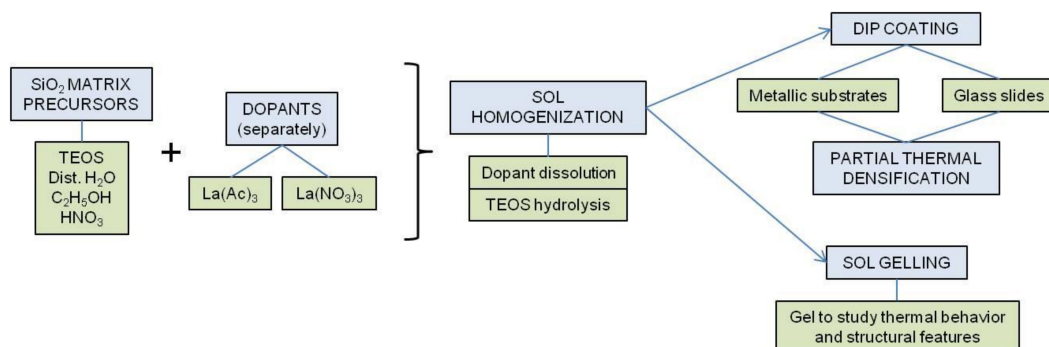 SiO₂ MATRIX
PRECURSORS
TEOS
Dist. H₂O
C₂H₅OH
HNO₃
+
DOPANTS
(separately)
La(Ac)₃
La(NO₃)₃
SOL
HOMOGENIZATION
Dopant dissolution
TEOS hydrolysis
DIP COATING
Metallic substrates
Glass slides
PARTIAL THERMAL
DENSIFICATION
SOL GELLING
Gel to study thermal behavior
and structural features